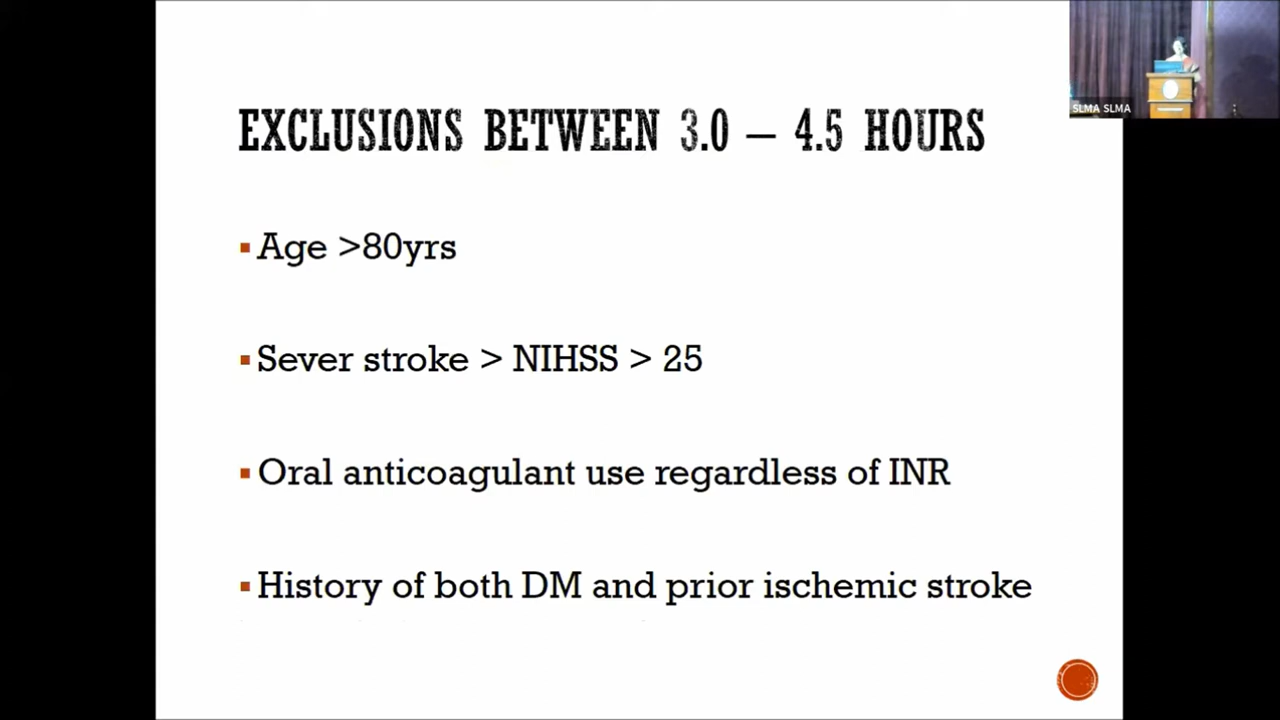 EXCLUSIONS BETWEEN 3.0 – 4.5 HOURS
Age >80yrs
Sever stroke > NIHSS > 25
Oral anticoagulant use regardless of INR
History of both DM and prior ischemic stroke
SLMA SLMA